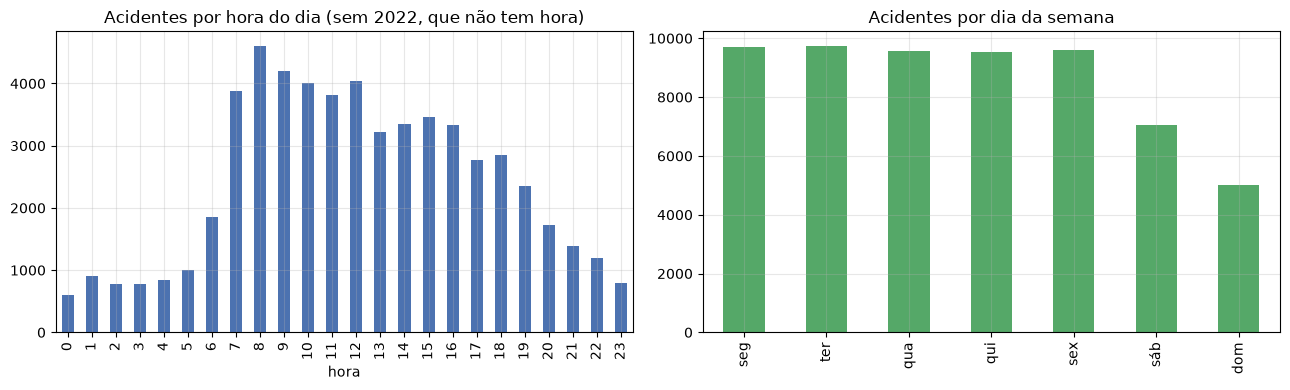 Acidentes por hora do dia (sem 2022, que não tem hora)
4000
3000
2000
1000
0
0 1 2 3 4 5 6 7 8 9 10 11 12 13 14 15 16 17 18 19 20 21 22 23
hora
Acidentes por dia da semana
10000
8000
6000
4000
2000
0
seg ter qua qui sex sáb dom